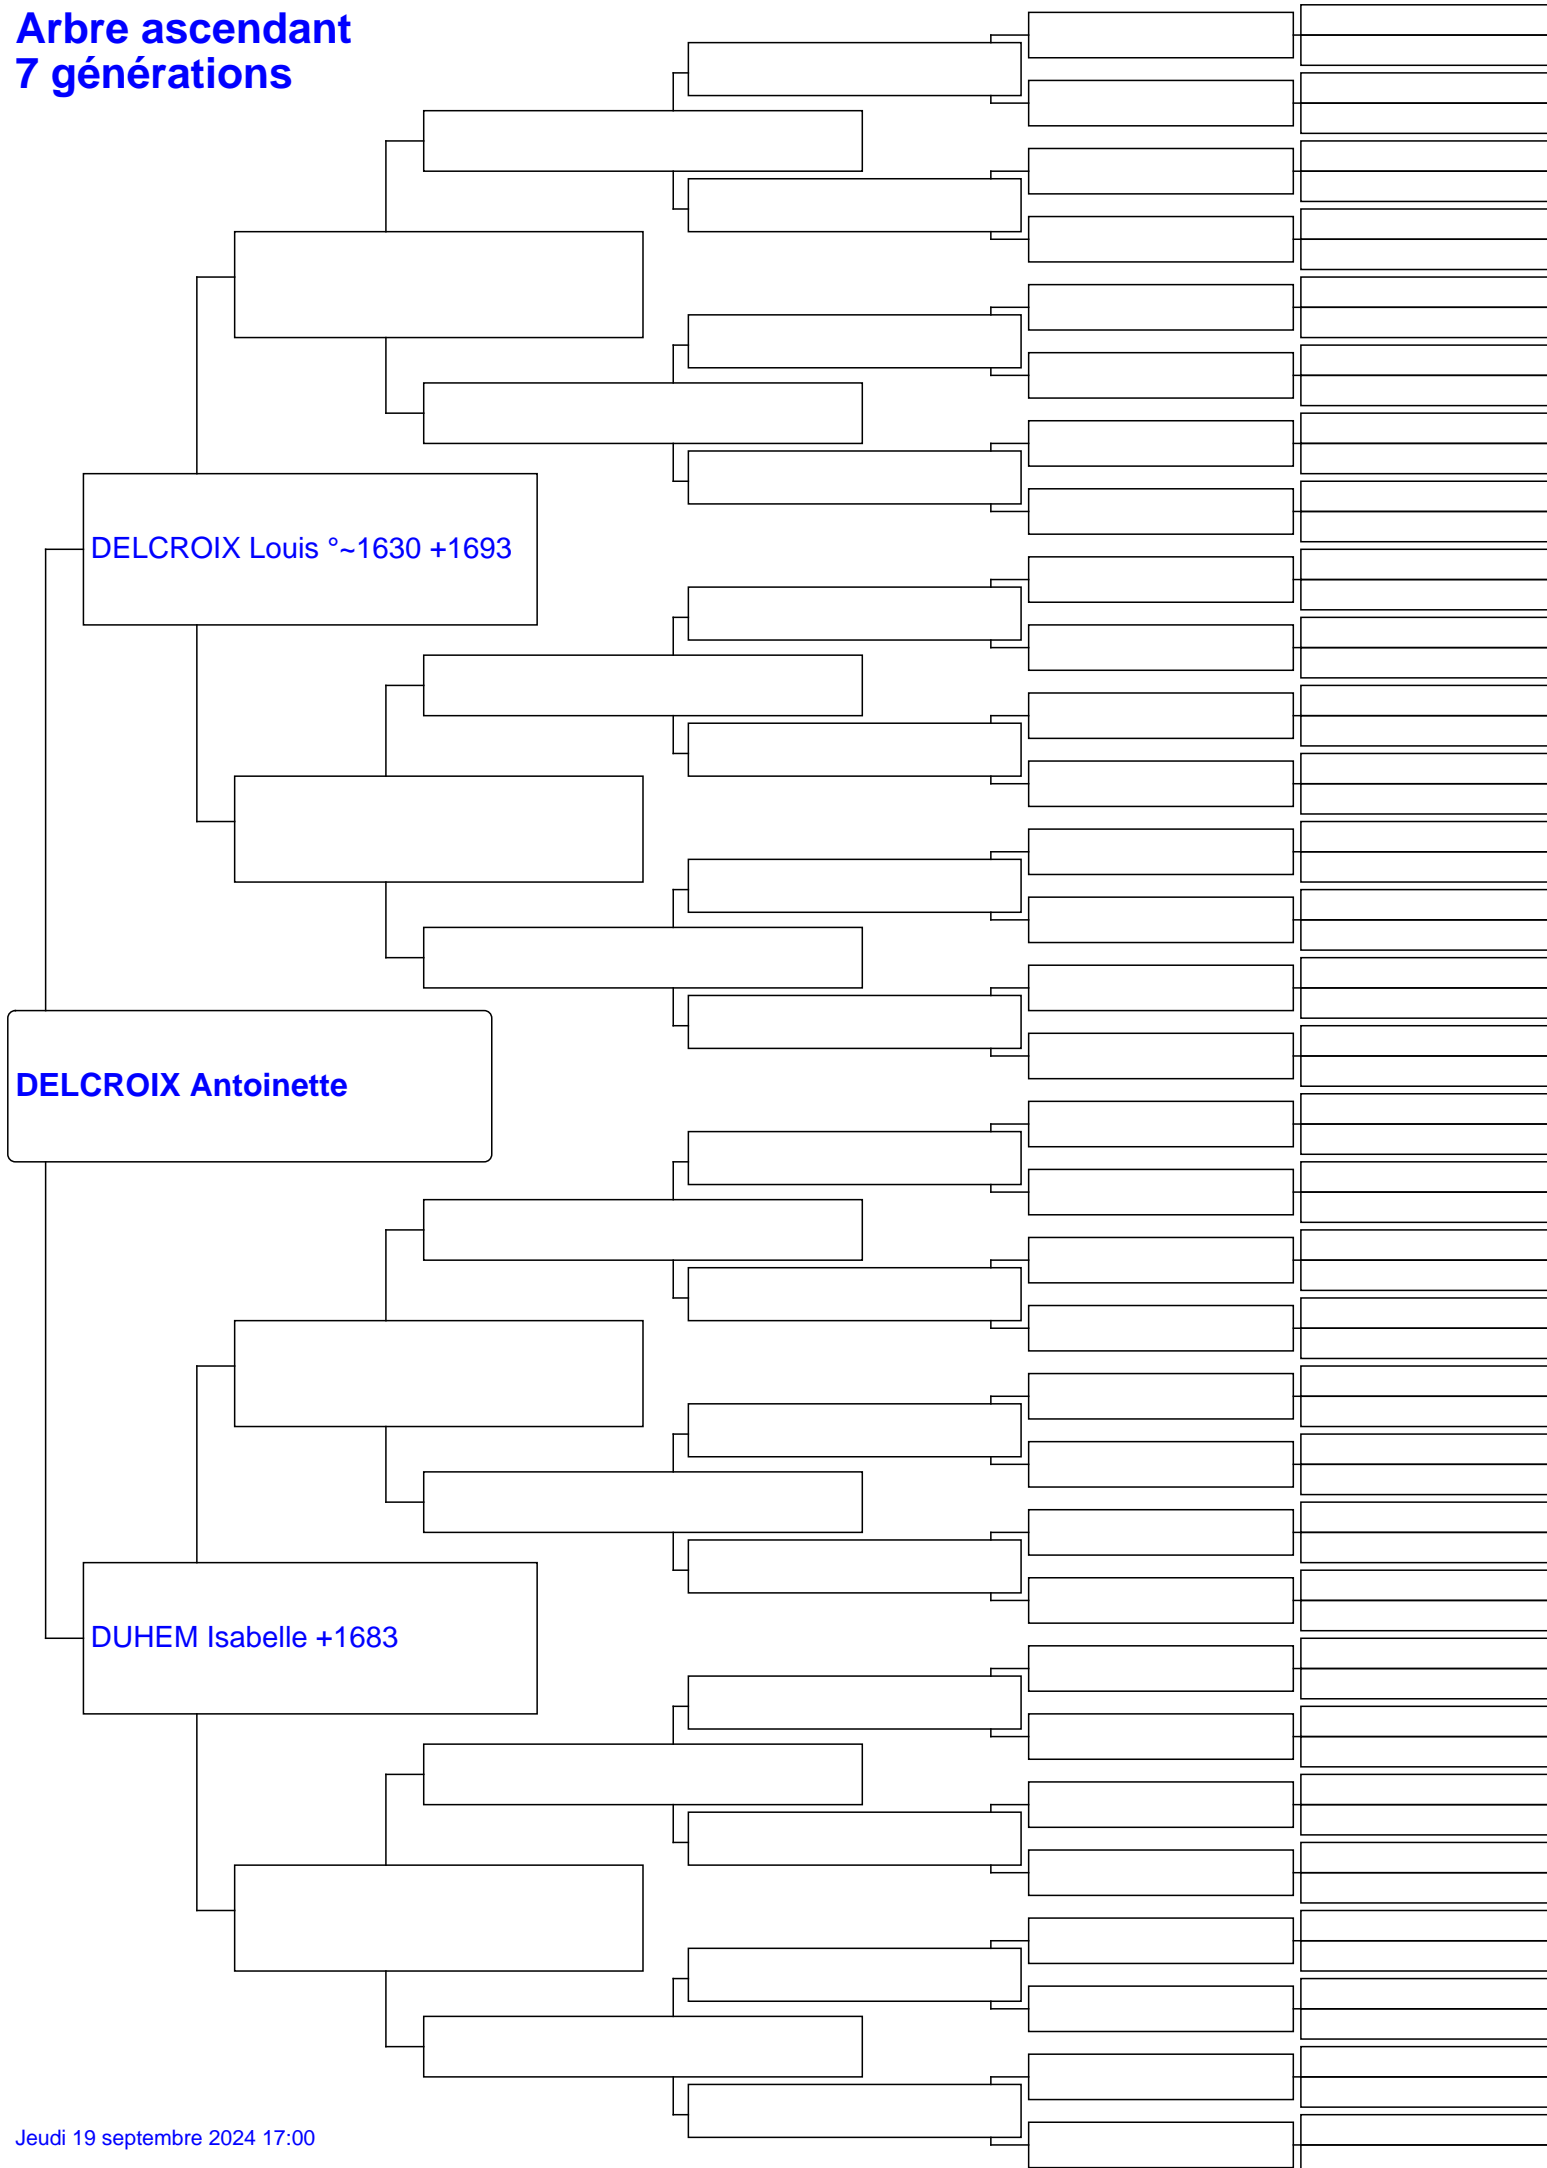 Arbre ascendant
7 générations
DELCROIX Louis °~1630 +1693
DELCROIX Antoinette
DUHEM Isabelle +1683
Jeudi 19 septembre 2024 17:00